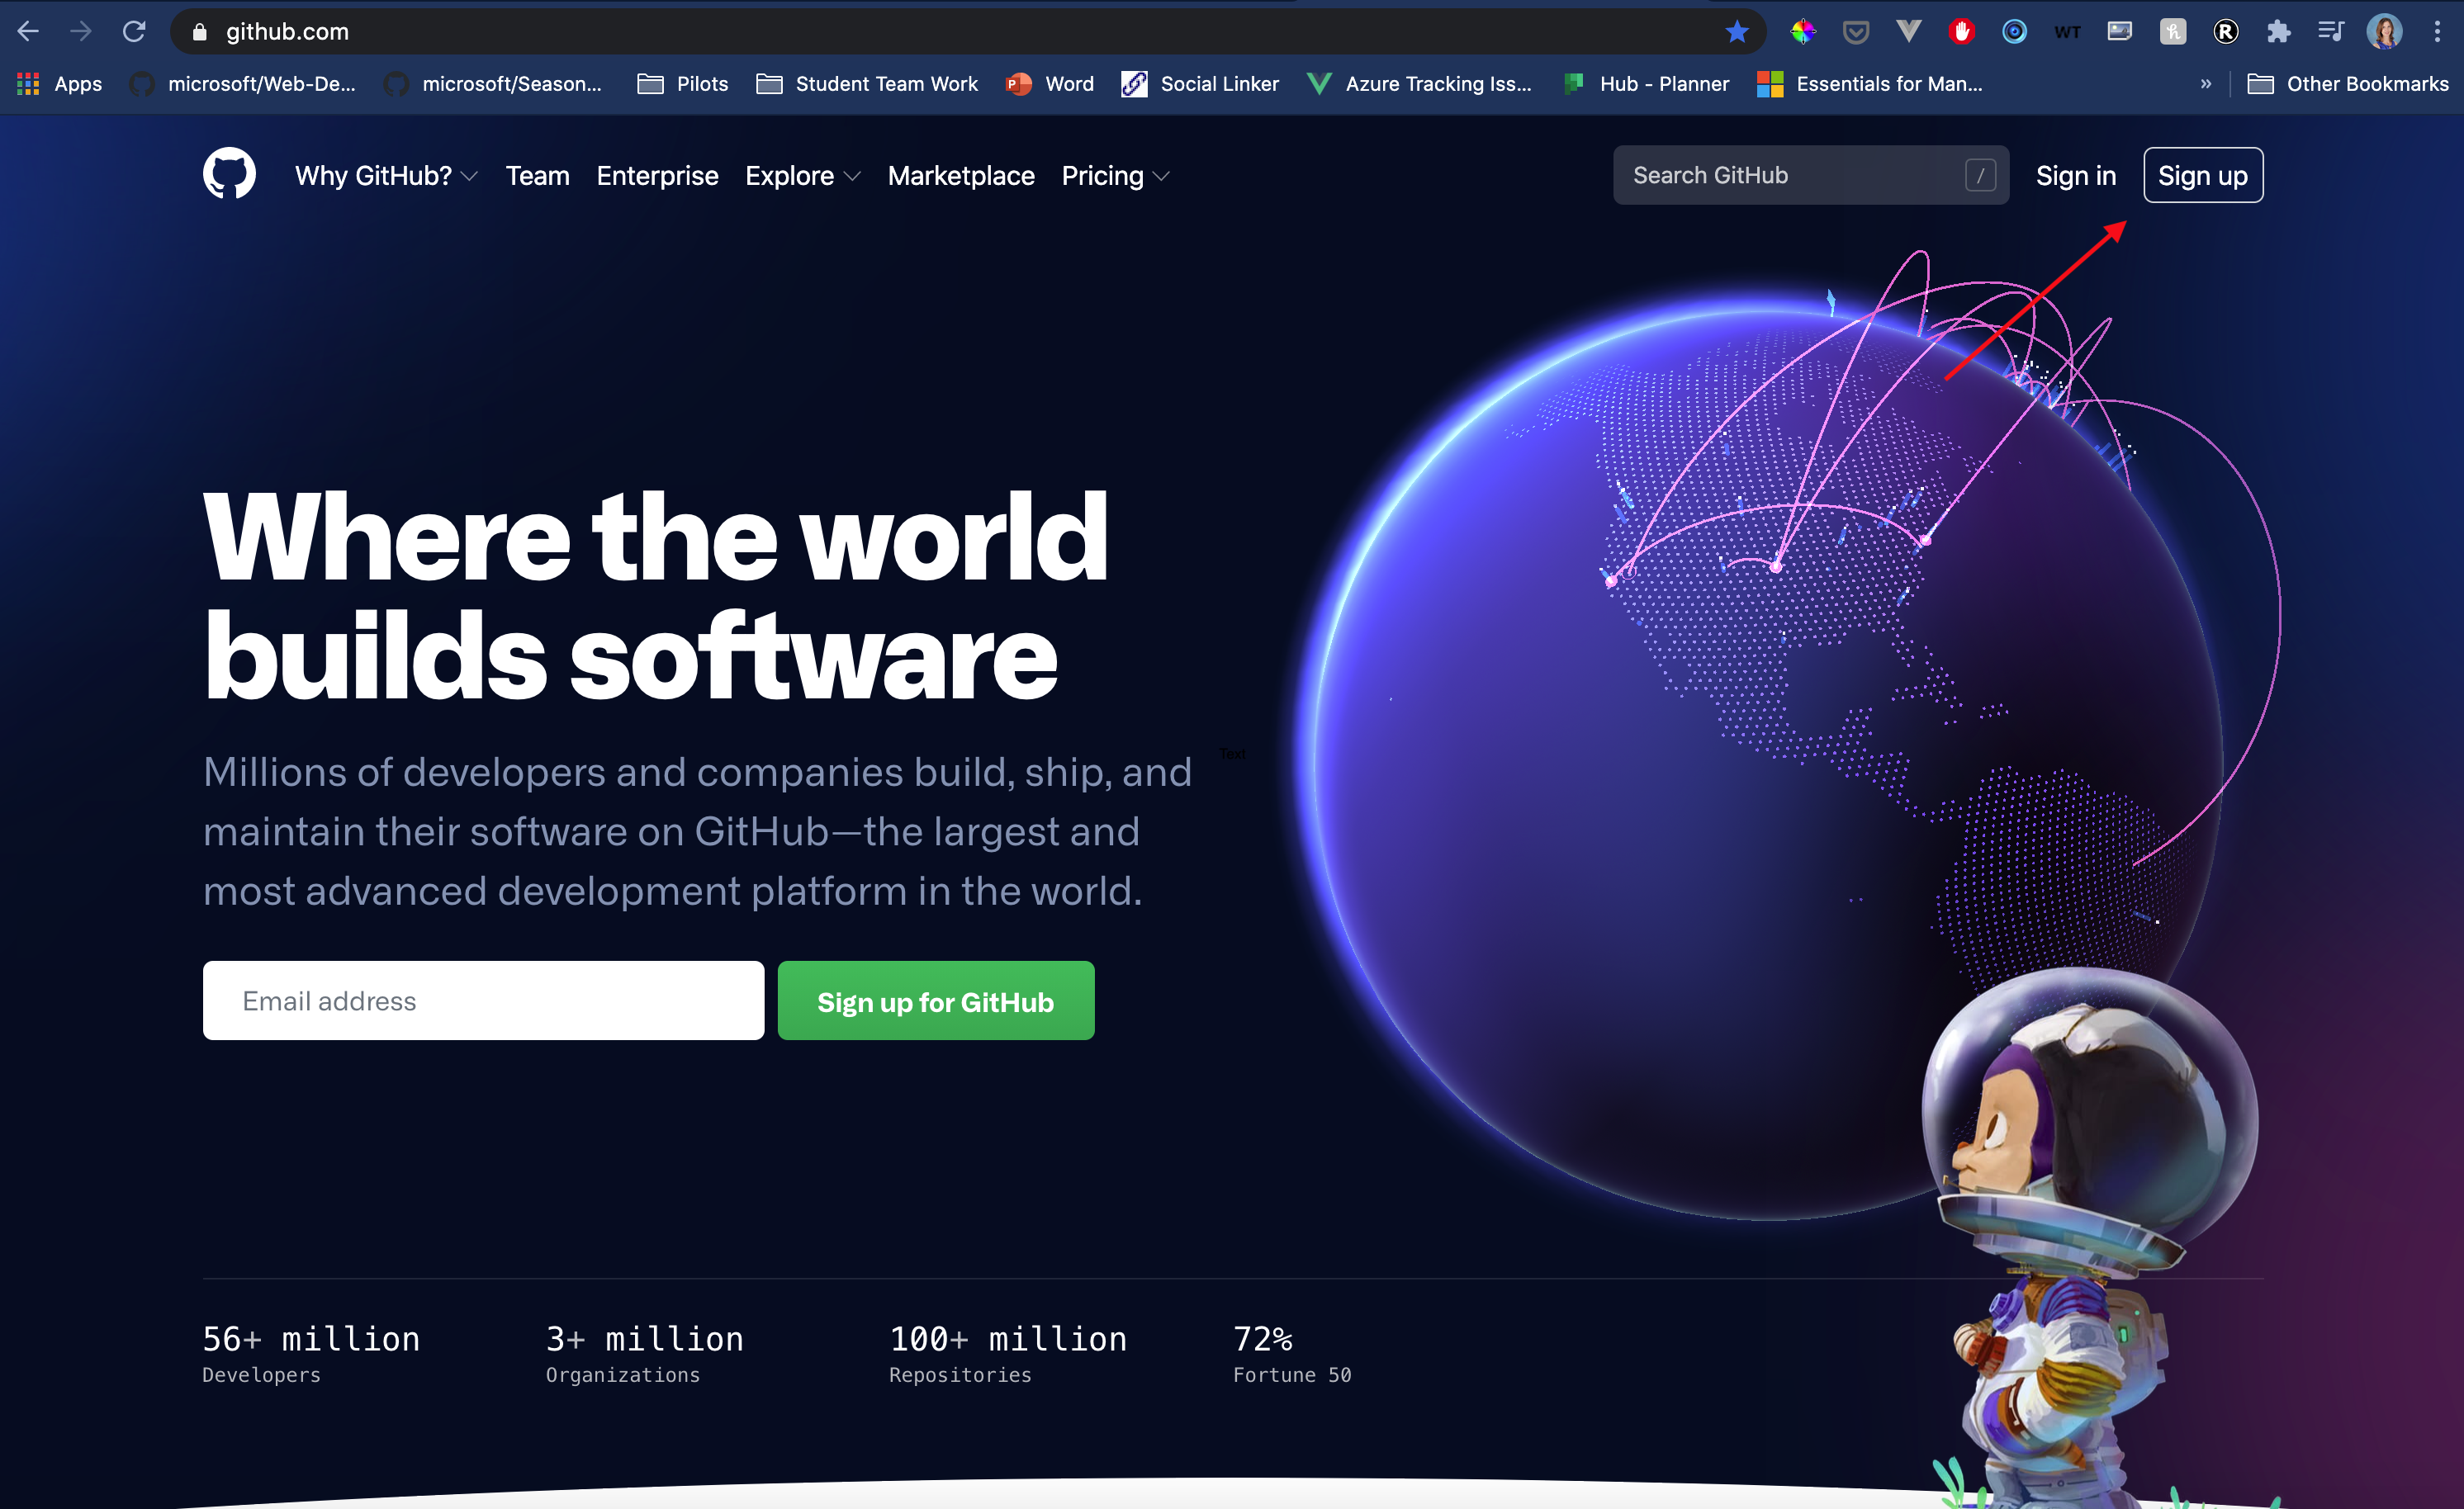 github.com
WT
Apps microsoft/Web-De... microsoft/Season... Pilots Student Team Work Word Social Linker Azure Tracking Iss... Hub - Planner Essentials for Man... » Other Bookmarks
Why GitHub? Team Enterprise Explore Marketplace Pricing Search GitHub / Sign in Sign up
Where the world
builds software
Text
Millions of developers and companies build, ship, and
maintain their software on GitHub—the largest and
most advanced development platform in the world.
Email address Sign up for GitHub
56+ million 3+ million 100+ million 72%
Developers Organizations Repositories Fortune 50